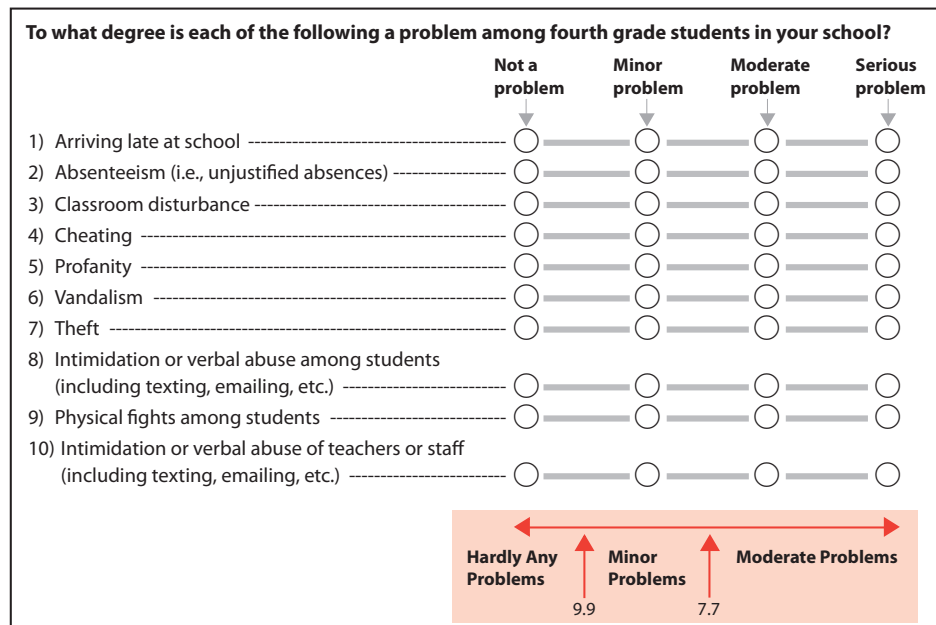 To what degree is each of the following a problem among fourth grade students in your school?
Not a problem
Minor problem
Moderate problem
Serious problem
1) Arriving late at school
2) Absenteeism (i.e., unjustified absences)
3) Classroom disturbance
4) Cheating
5) Profanity
6) Vandalism
7) Theft
8) Intimidation or verbal abuse among students
(including texting, emailing, etc.)
9) Physical fights among students
10) Intimidation or verbal abuse of teachers or staff
(including texting, emailing, etc.)
Hardly Any Problems
Minor Problems
Moderate Problems
9.9
7.7